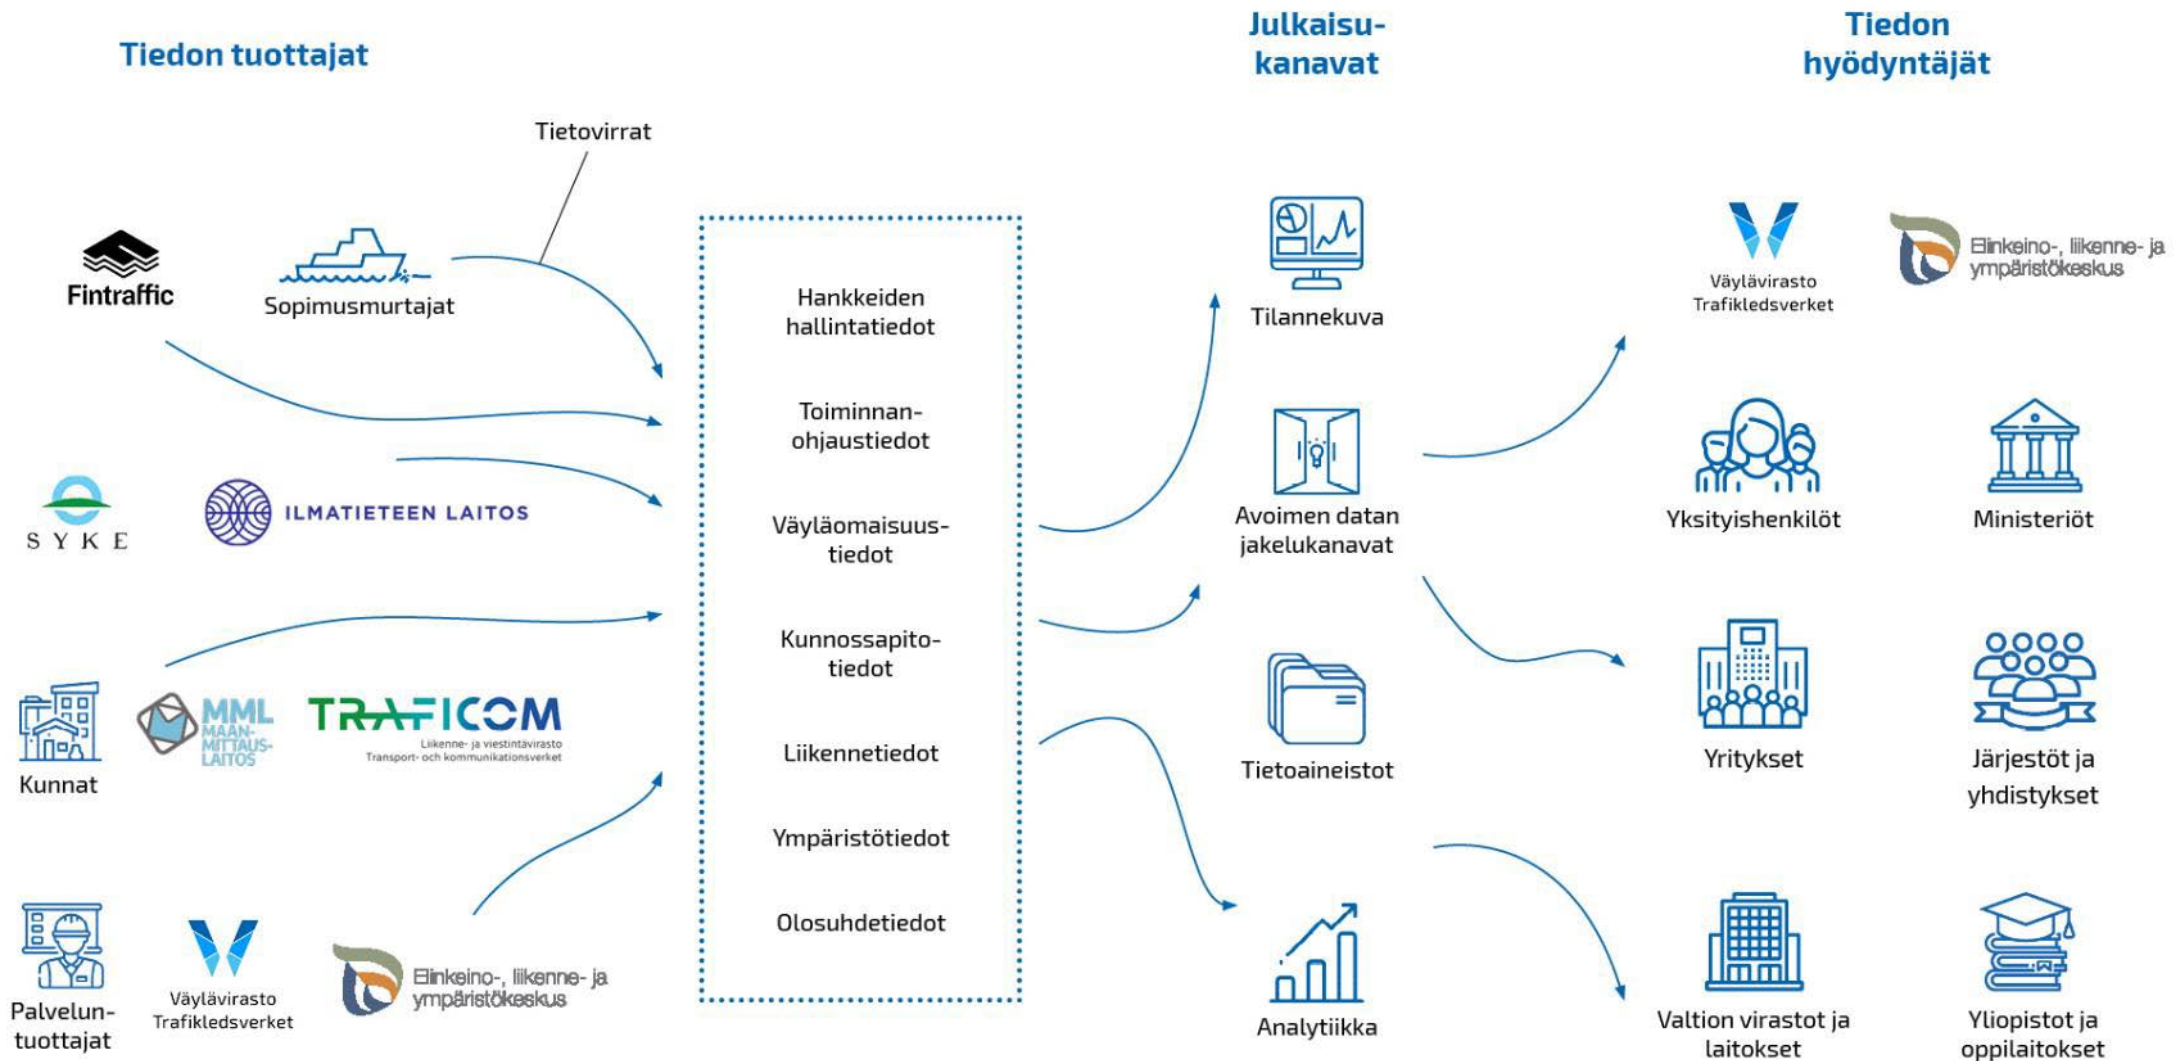 Tiedon tuottajat
Julkaisu-
kanavat
Tiedon
hyödyntäjät
Tietovirrat
Fintraffic
Sopimusmurtajat
SYKE
ILMATIETEEN LAITOS
Kunnat
MML
MAAN-
MITTAUS-
LAITOS
TRAFICOM
Liikenne- ja viestintävirasto
Transport- och kommunikationsverket
Palvelun-
tuottajat
Väylävirasto
Trafikledsverket
Elinkeino-, liikenne- ja
ympäristökeskus
Hankkeiden
hallintatiedot
Toiminnan-
ohjaustiedot
Väyläomaisuus-
tiedot
Kunnossapito-
tiedot
Liikennetiedot
Ympäristötiedot
Olosuhdetiedot
Tilannekuva
Avoimen datan
jakelukanavat
Tietoaineistot
Analytiikka
Väylävirasto
Trafikledsverket
Elinkeino-, liikenne- ja
ympäristökeskus
Yksityishenkilöt
Ministeriöt
Yritykset
Järjestöt ja
yhdistykset
Valtion virastot ja
laitokset
Yliopistot ja
oppilaitokset